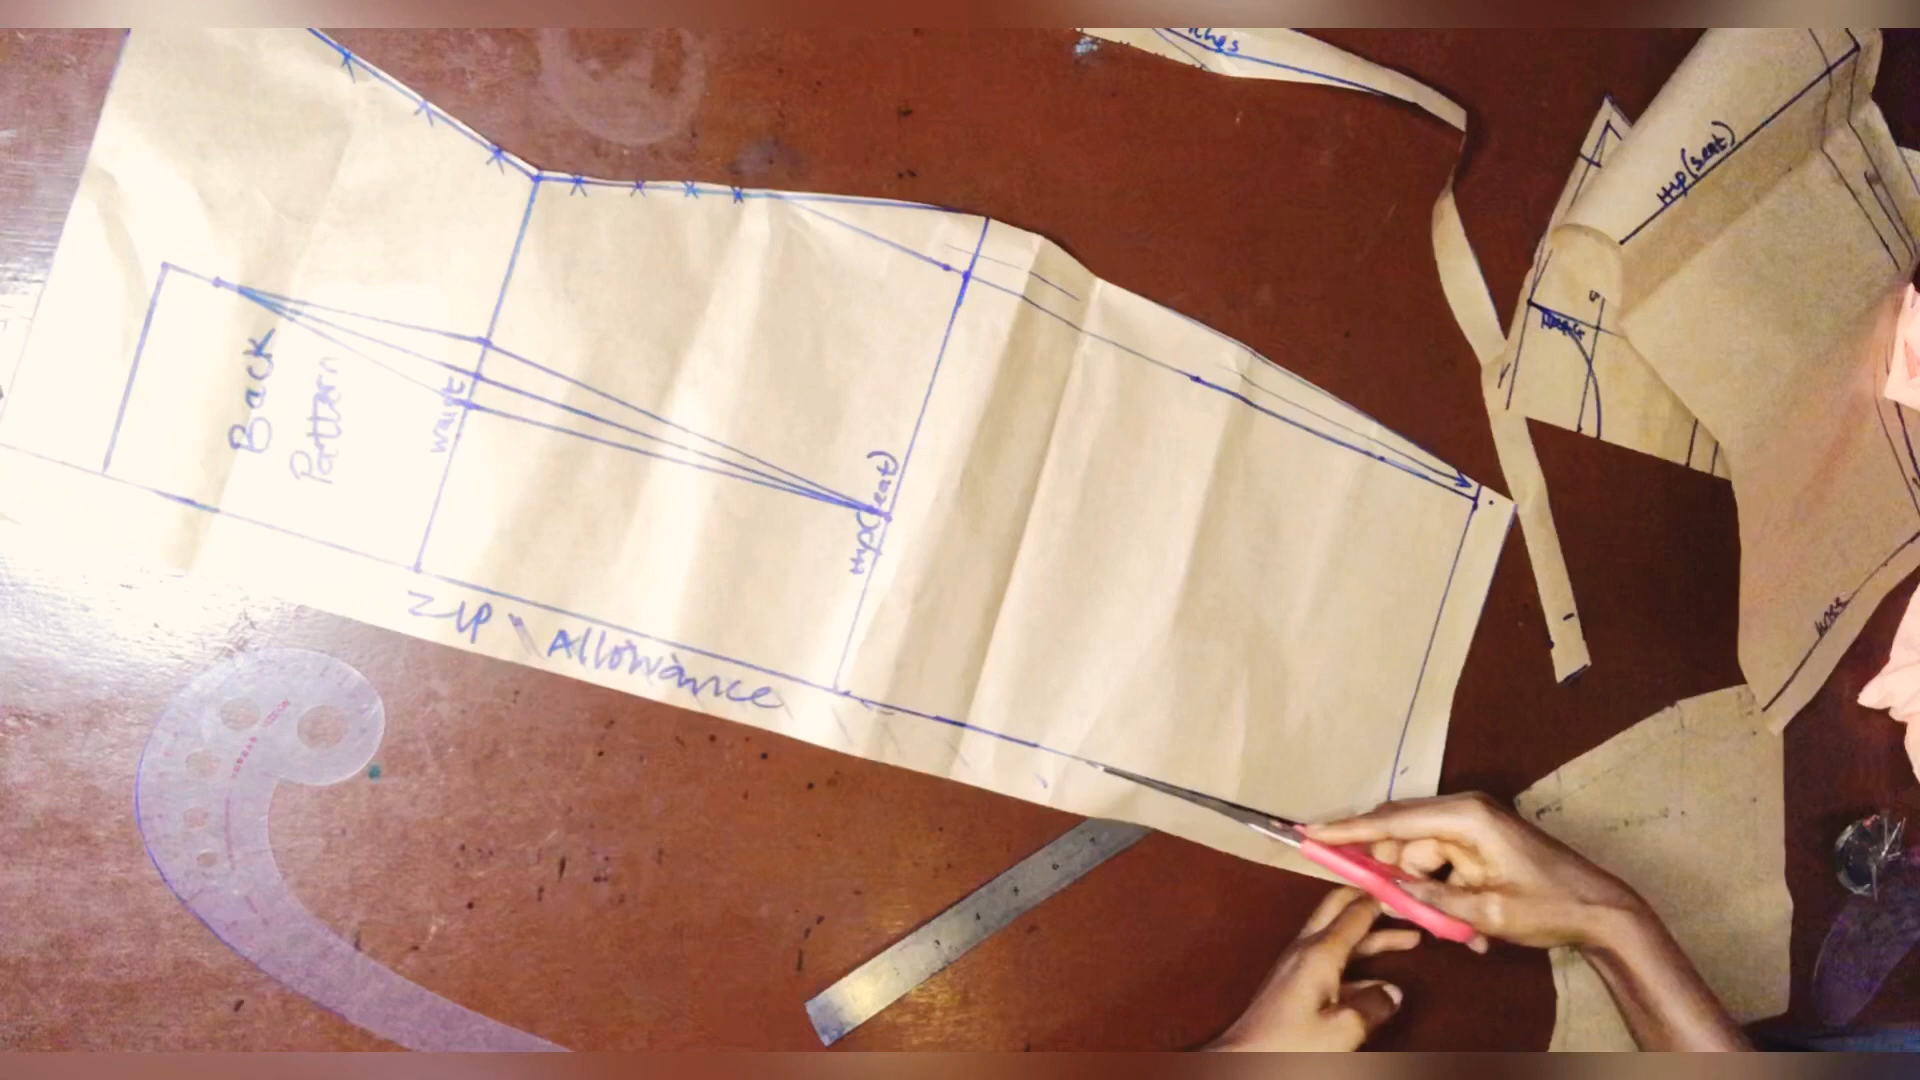 Back
Pattern
waist
Hip(seat)
ZIP Allowance
Hip(seat)